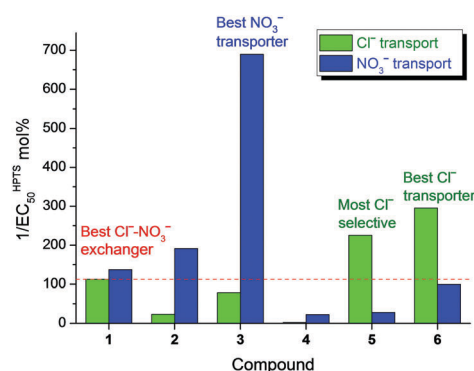 Best NO₃⁻
transporter
Cl⁻ transport
NO₃⁻ transport
700
600
500
400
300
200
100
0
1/EC₅₀ᴴᴾᵀˢ mol%
Best Cl⁻-NO₃⁻
exchanger
Most Cl⁻
selective
Best Cl⁻
transporter
1 2 3 4 5 6
Compound